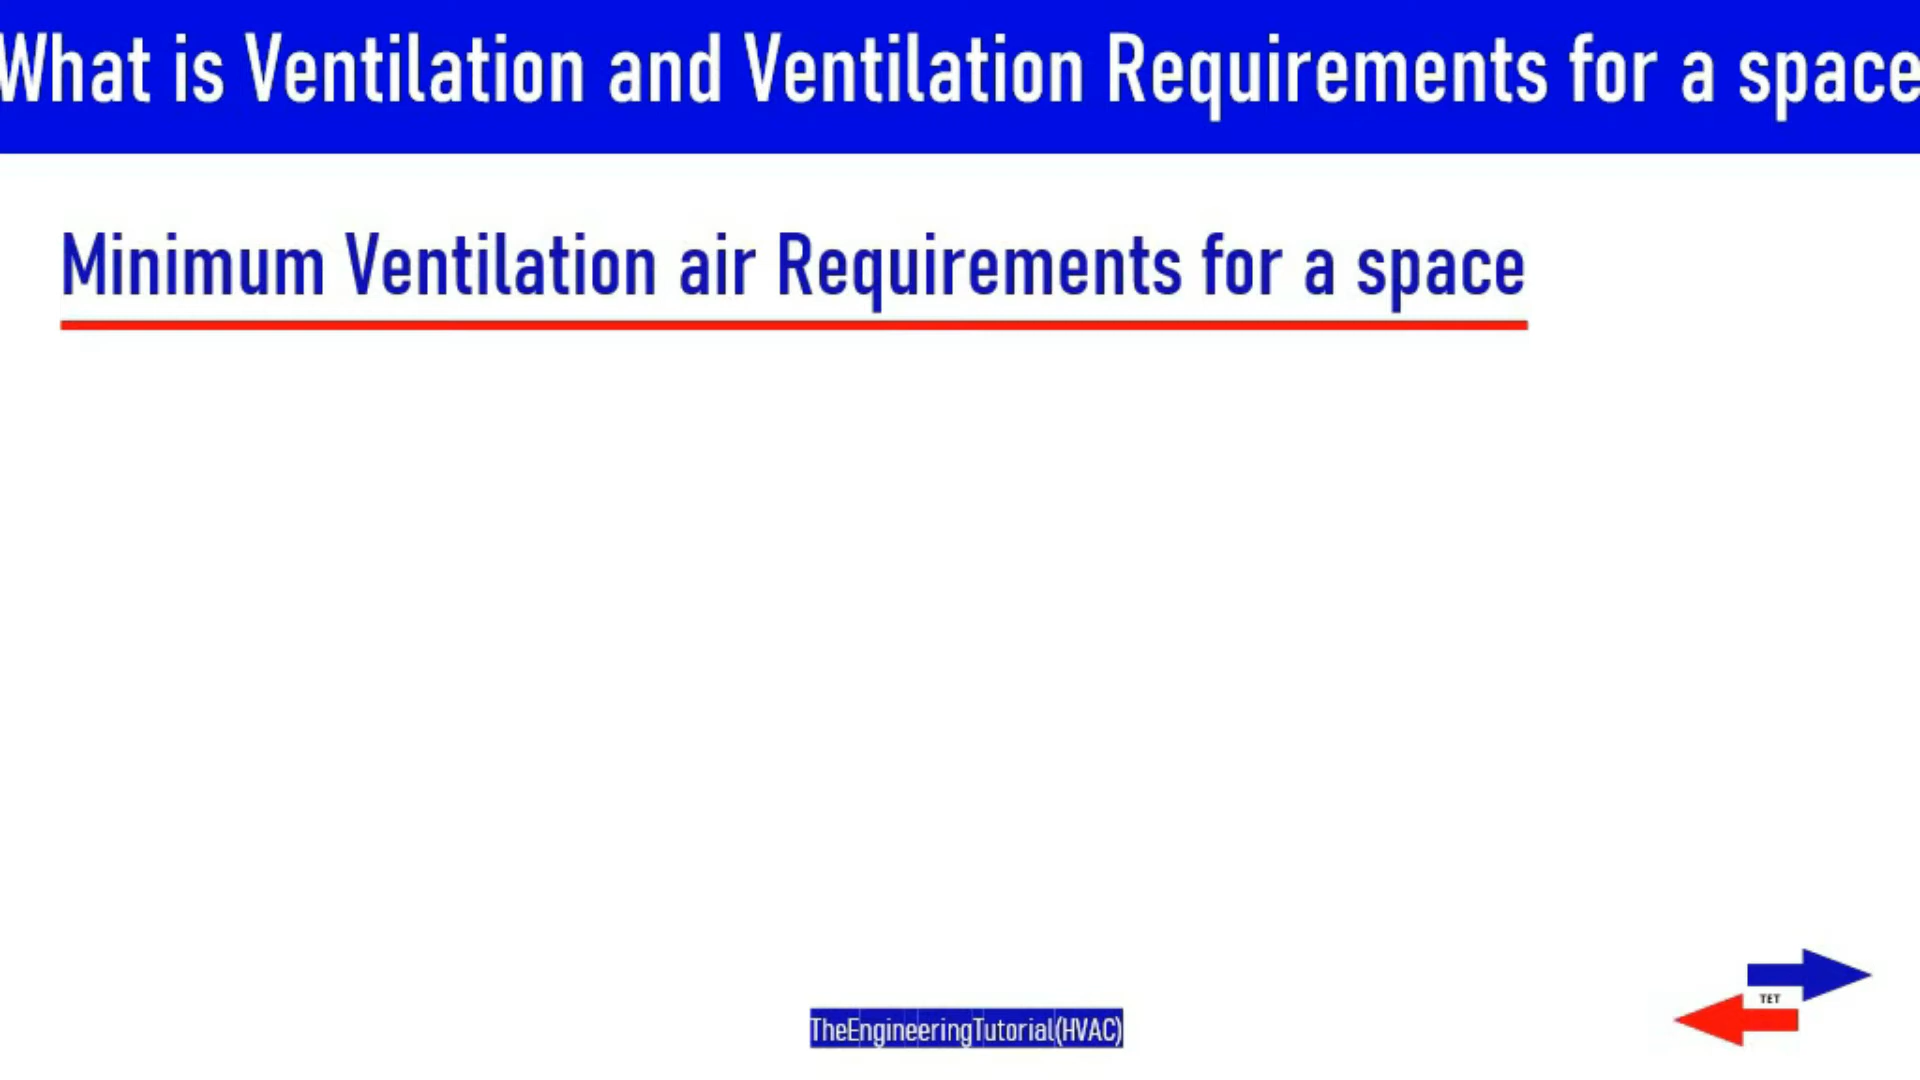 What is Ventilation and Ventilation Requirements for a space
Minimum Ventilation air Requirements for a space
TET
TheEngineeringTutorial(HVAC)